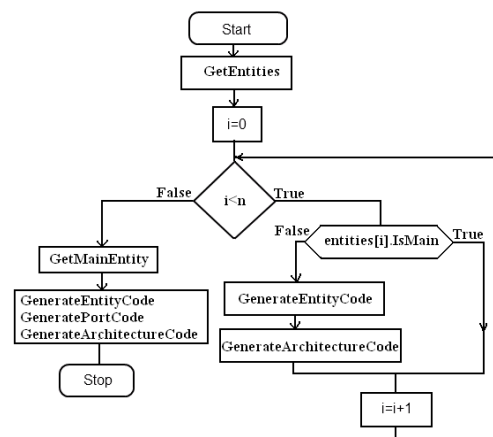 Start
GetEntities
i=0
i<n
False
True
GetMainEntity
GenerateEntityCode
GeneratePortCode
GenerateArchitectureCode
Stop
entities[i].IsMain
False
True
GenerateEntityCode
GenerateArchitectureCode
i=i+1